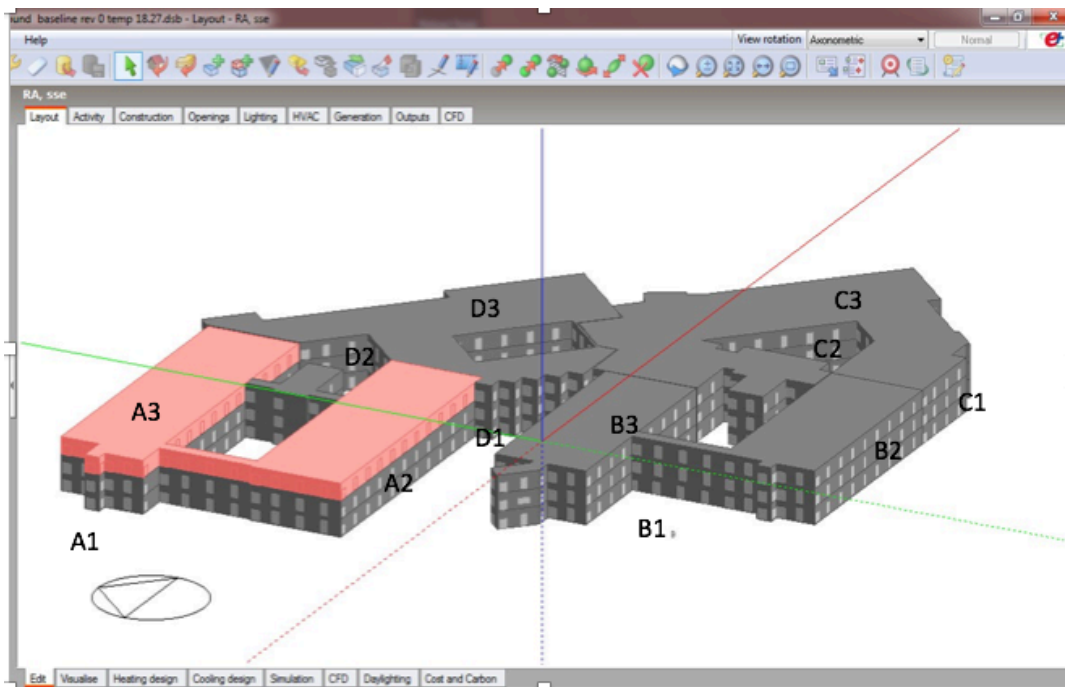 und baseline rev 0 temp 18.27.dsb - Layout - RA, sse
Help
View rotation Axonometric Normal
RA, sse
Layout Activity Construction Openings Lighting HVAC Generation Outputs CFD
C3
D3
D2
C2
A3
C1
B3
D1
B2
A2
B1
A1
Edit Visualise Heating design Cooling design Simulation CFD Daylighting Cost and Carbon